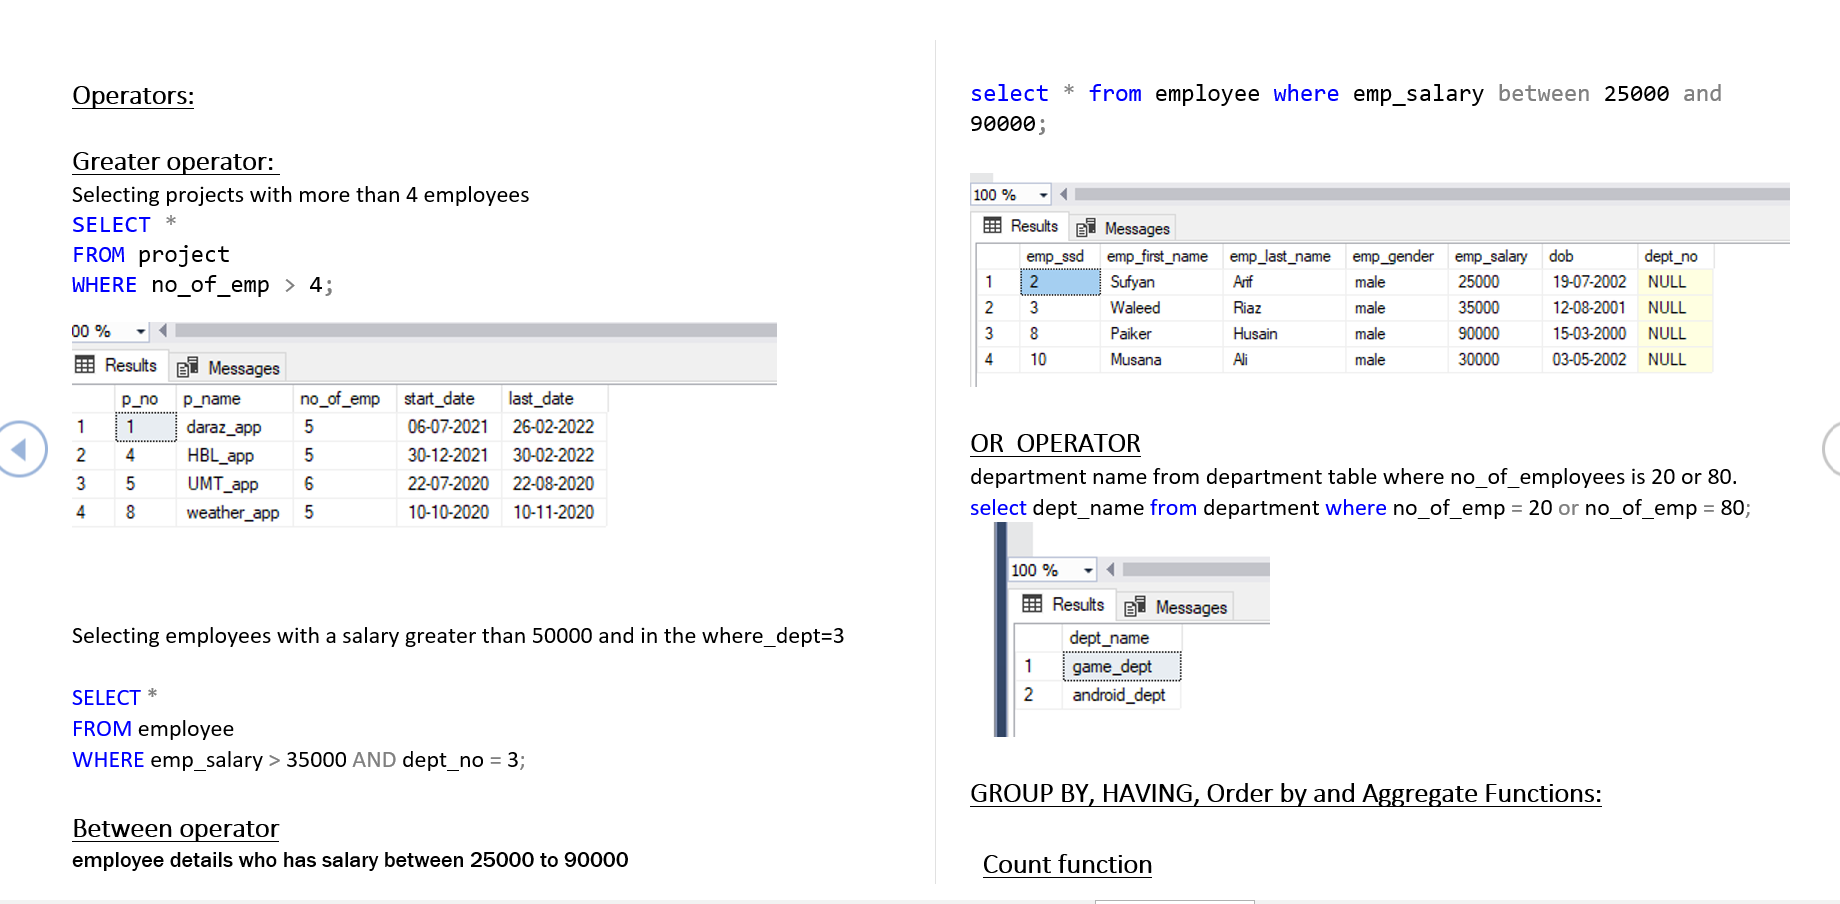 Operators:
Greater operator:
Selecting projects with more than 4 employees
SELECT *
FROM project
WHERE no_of_emp > 4;
00 %
Results Messages
p_no p_name no_of_emp start_date last_date
1 1 daraz_app 5 06-07-2021 26-02-2022
2 4 HBL_app 5 30-12-2021 30-02-2022
3 5 UMT_app 6 22-07-2020 22-08-2020
4 8 weather_app 5 10-10-2020 10-11-2020
Selecting employees with a salary greater than 50000 and in the where_dept=3
SELECT *
FROM employee
WHERE emp_salary > 35000 AND dept_no = 3;
Between operator
employee details who has salary between 25000 to 90000
select * from employee where emp_salary between 25000 and
90000;
100 %
Results Messages
emp_ssd emp_first_name emp_last_name emp_gender emp_salary dob dept_no
1 2 Sufyan Arif male 25000 19-07-2002 NULL
2 3 Waleed Riaz male 35000 12-08-2001 NULL
3 8 Paiker Husain male 90000 15-03-2000 NULL
4 10 Musana Ali male 30000 03-05-2002 NULL
OR OPERATOR
department name from department table where no_of_employees is 20 or 80.
select dept_name from department where no_of_emp = 20 or no_of_emp = 80;
100 %
Results Messages
dept_name
1 game_dept
2 android_dept
GROUP BY, HAVING, Order by and Aggregate Functions:
Count function